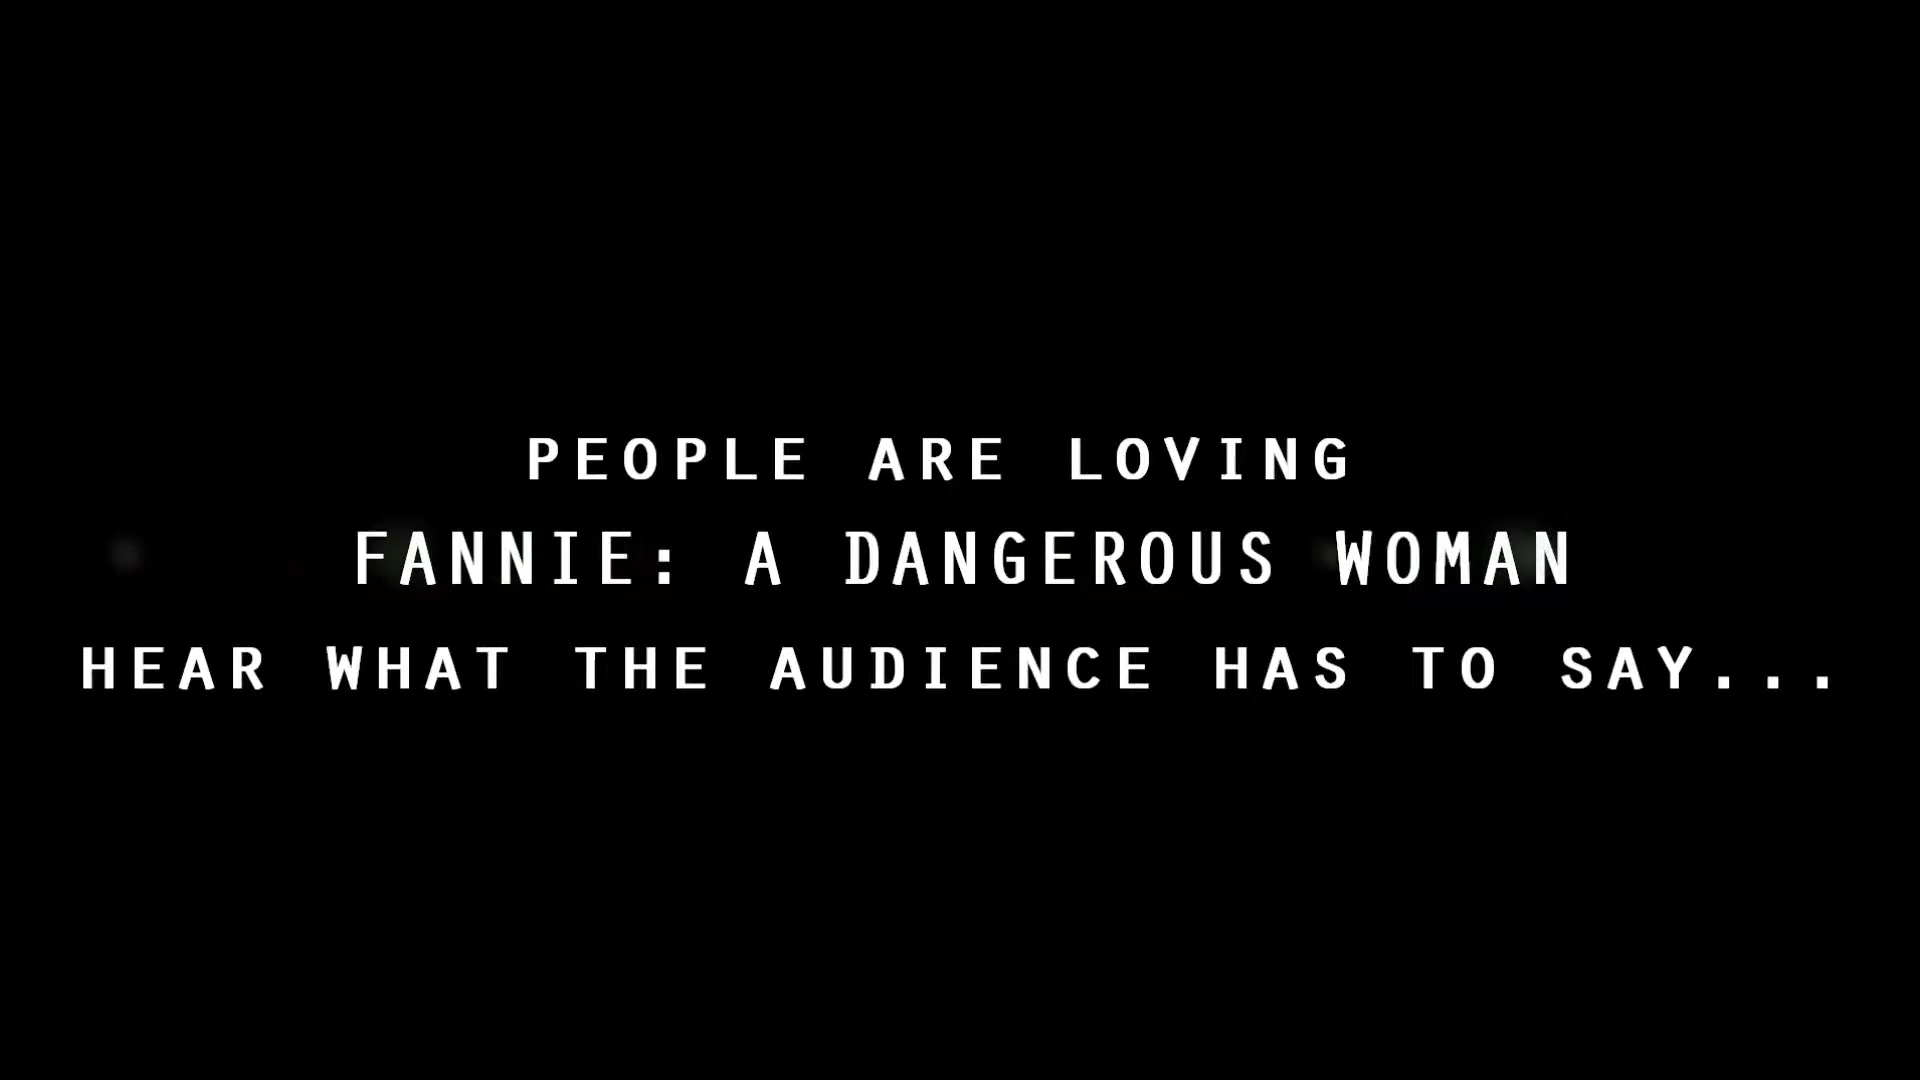 PEOPLE ARE LOVING
FANNIE: A DANGEROUS WOMAN
HEAR WHAT THE AUDIENCE HAS TO SAY...